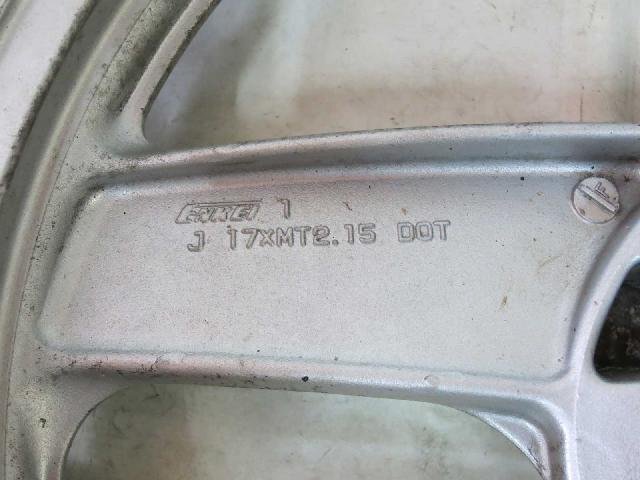 ENKEI 1
J 17XMT2.15 DOT